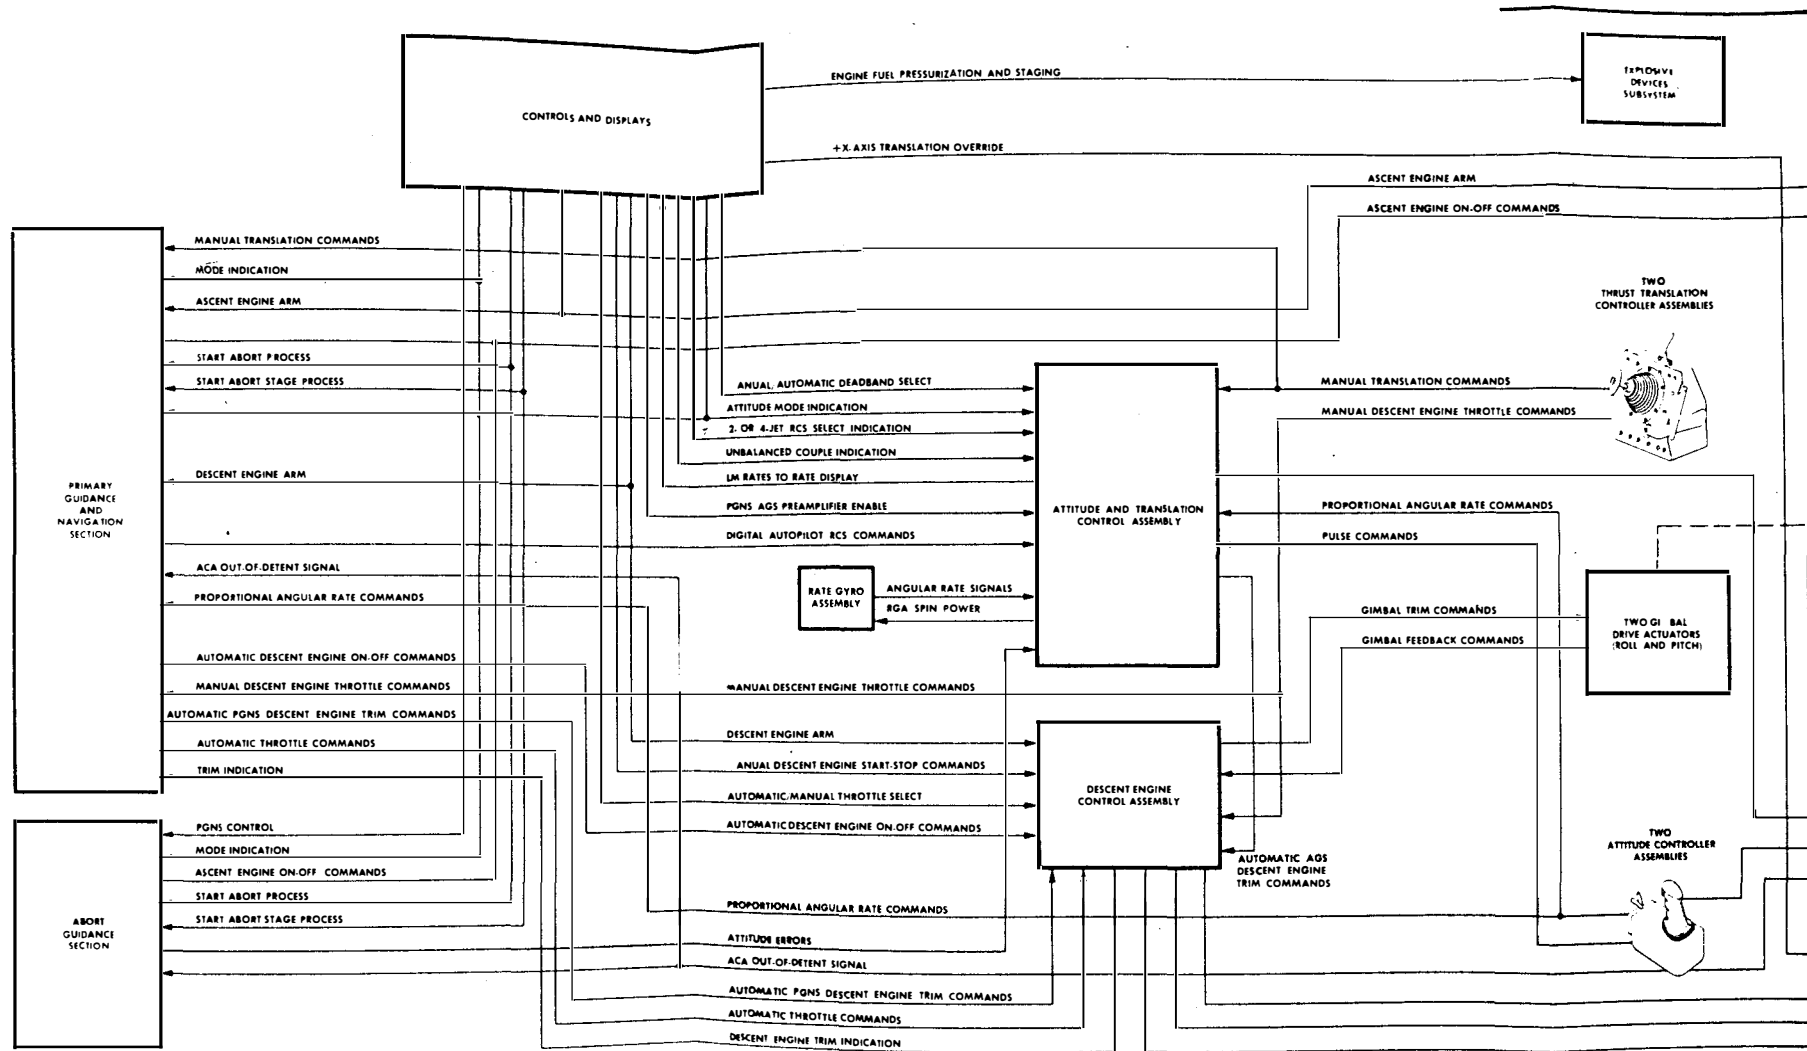 ENGINE FUEL PRESSURIZATION AND STAGING
EXPLOSIVE
DEVICES
SUBSYSTEM
CONTROLS AND DISPLAYS
+X-AXIS TRANSLATION OVERRIDE
ASCENT ENGINE ARM
ASCENT ENGINE ON-OFF COMMANDS
MANUAL TRANSLATION COMMANDS
MODE INDICATION
ASCENT ENGINE ARM
START ABORT PROCESS
START ABORT STAGE PROCESS
DESCENT ENGINE ARM
PRIMARY
GUIDANCE
AND
NAVIGATION
SECTION
ACA OUT-OF-DETENT SIGNAL
PROPORTIONAL ANGULAR RATE COMMANDS
AUTOMATIC DESCENT ENGINE ON-OFF COMMANDS
MANUAL DESCENT ENGINE THROTTLE COMMANDS
AUTOMATIC PGNS DESCENT ENGINE TRIM COMMANDS
AUTOMATIC THROTTLE COMMANDS
TRIM INDICATION
PGNS CONTROL
MODE INDICATION
ASCENT ENGINE ON-OFF COMMANDS
START ABORT PROCESS
START ABORT STAGE PROCESS
ABORT
GUIDANCE
SECTION
ANUAL, AUTOMATIC DEADBAND SELECT
ATTITUDE MODE INDICATION
2- OR 4-JET RCS SELECT INDICATION
UNBALANCED COUPLE INDICATION
LM RATES TO RATE DISPLAY
PGNS AGS PREAMPLIFIER ENABLE
DIGITAL AUTOPILOT RCS COMMANDS
RATE GYRO
ASSEMBLY
ANGULAR RATE SIGNALS
RGA SPIN POWER
ATTITUDE AND TRANSLATION
CONTROL ASSEMBLY
MANUAL DESCENT ENGINE THROTTLE COMMANDS
DESCENT ENGINE ARM
ANUAL DESCENT ENGINE START-STOP COMMANDS
AUTOMATIC/MANUAL THROTTLE SELECT
AUTOMATIC DESCENT ENGINE ON-OFF COMMANDS
DESCENT ENGINE
CONTROL ASSEMBLY
AUTOMATIC AGS
DESCENT ENGINE
TRIM COMMANDS
PROPORTIONAL ANGULAR RATE COMMANDS
ATTITUDE ERRORS
ACA OUT-OF-DETENT SIGNAL
AUTOMATIC PGNS DESCENT ENGINE TRIM COMMANDS
AUTOMATIC THROTTLE COMMANDS
DESCENT ENGINE TRIM INDICATION
TWO
THRUST TRANSLATION
CONTROLLER ASSEMBLIES
MANUAL TRANSLATION COMMANDS
MANUAL DESCENT ENGINE THROTTLE COMMANDS
PROPORTIONAL ANGULAR RATE COMMANDS
PULSE COMMANDS
GIMBAL TRIM COMMANDS
GIMBAL FEEDBACK COMMANDS
TWO GI BAL
DRIVE ACTUATORS
(ROLL AND PITCH)
TWO
ATTITUDE CONTROLLER
ASSEMBLIES